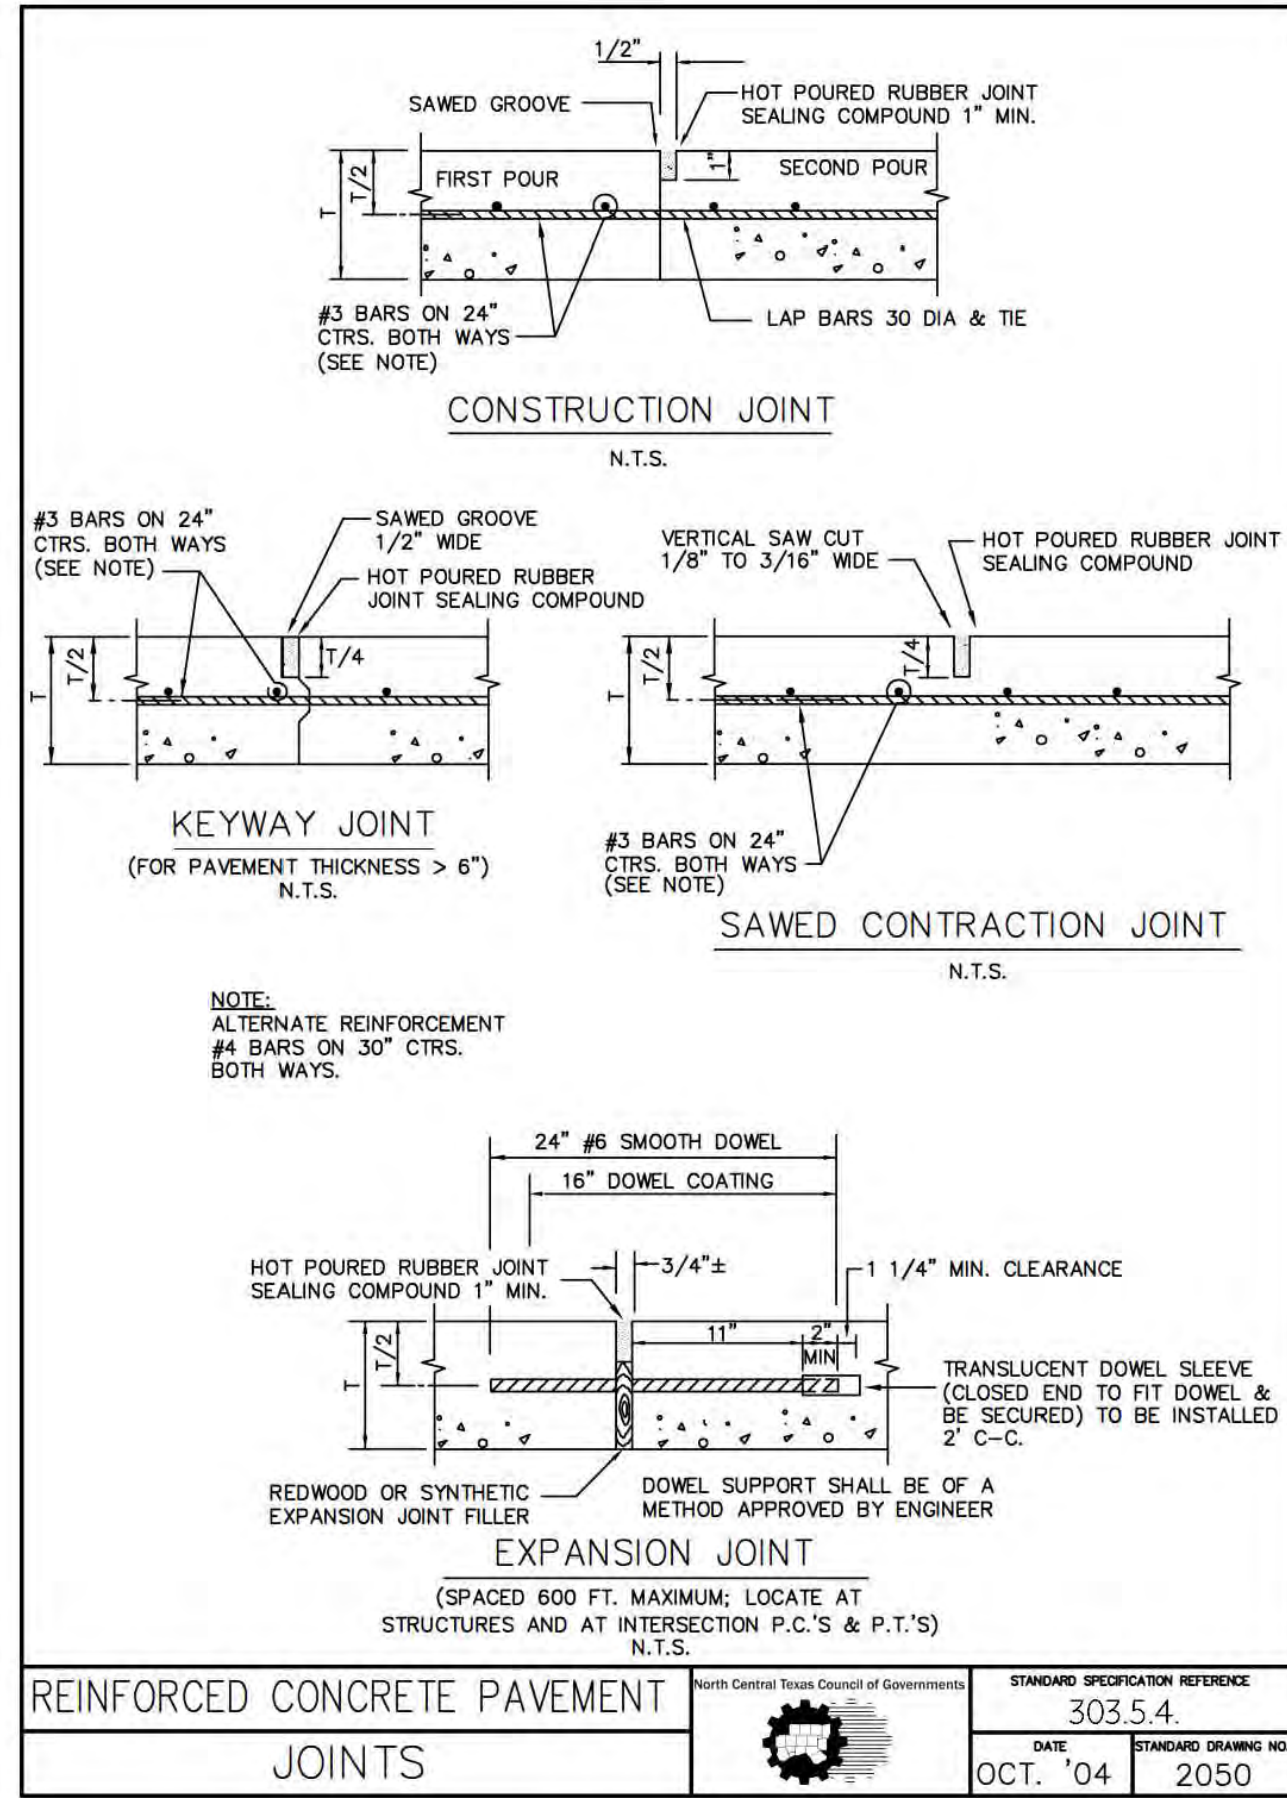 1/2"
SAWED GROOVE
HOT POURED RUBBER JOINT
SEALING COMPOUND 1" MIN.
T
T/2
FIRST POUR
1"
SECOND POUR
#3 BARS ON 24"
CTRS. BOTH WAYS
(SEE NOTE)
LAP BARS 30 DIA & TIE
CONSTRUCTION JOINT
N.T.S.
#3 BARS ON 24"
CTRS. BOTH WAYS
(SEE NOTE)
SAWED GROOVE
1/2" WIDE
HOT POURED RUBBER
JOINT SEALING COMPOUND
T
T/2
T/4
KEYWAY JOINT
(FOR PAVEMENT THICKNESS > 6")
N.T.S.
VERTICAL SAW CUT
1/8" TO 3/16" WIDE
HOT POURED RUBBER JOINT
SEALING COMPOUND
T
T/2
T/4
#3 BARS ON 24"
CTRS. BOTH WAYS
(SEE NOTE)
SAWED CONTRACTION JOINT
N.T.S.
NOTE:
ALTERNATE REINFORCEMENT
#4 BARS ON 30" CTRS.
BOTH WAYS.
24" #6 SMOOTH DOWEL
16" DOWEL COATING
HOT POURED RUBBER JOINT
SEALING COMPOUND 1" MIN.
3/4"±
1 1/4" MIN. CLEARANCE
T
T/2
11"
2"
MIN
TRANSLUCENT DOWEL SLEEVE
(CLOSED END TO FIT DOWEL &
BE SECURED) TO BE INSTALLED
2' C-C.
REDWOOD OR SYNTHETIC
EXPANSION JOINT FILLER
DOWEL SUPPORT SHALL BE OF A
METHOD APPROVED BY ENGINEER
EXPANSION JOINT
(SPACED 600 FT. MAXIMUM; LOCATE AT
STRUCTURES AND AT INTERSECTION P.C.'S & P.T.'S)
N.T.S.
REINFORCED CONCRETE PAVEMENT
JOINTS
North Central Texas Council of Governments
STANDARD SPECIFICATION REFERENCE
303.5.4.
DATE
OCT. '04
STANDARD DRAWING NO.
2050